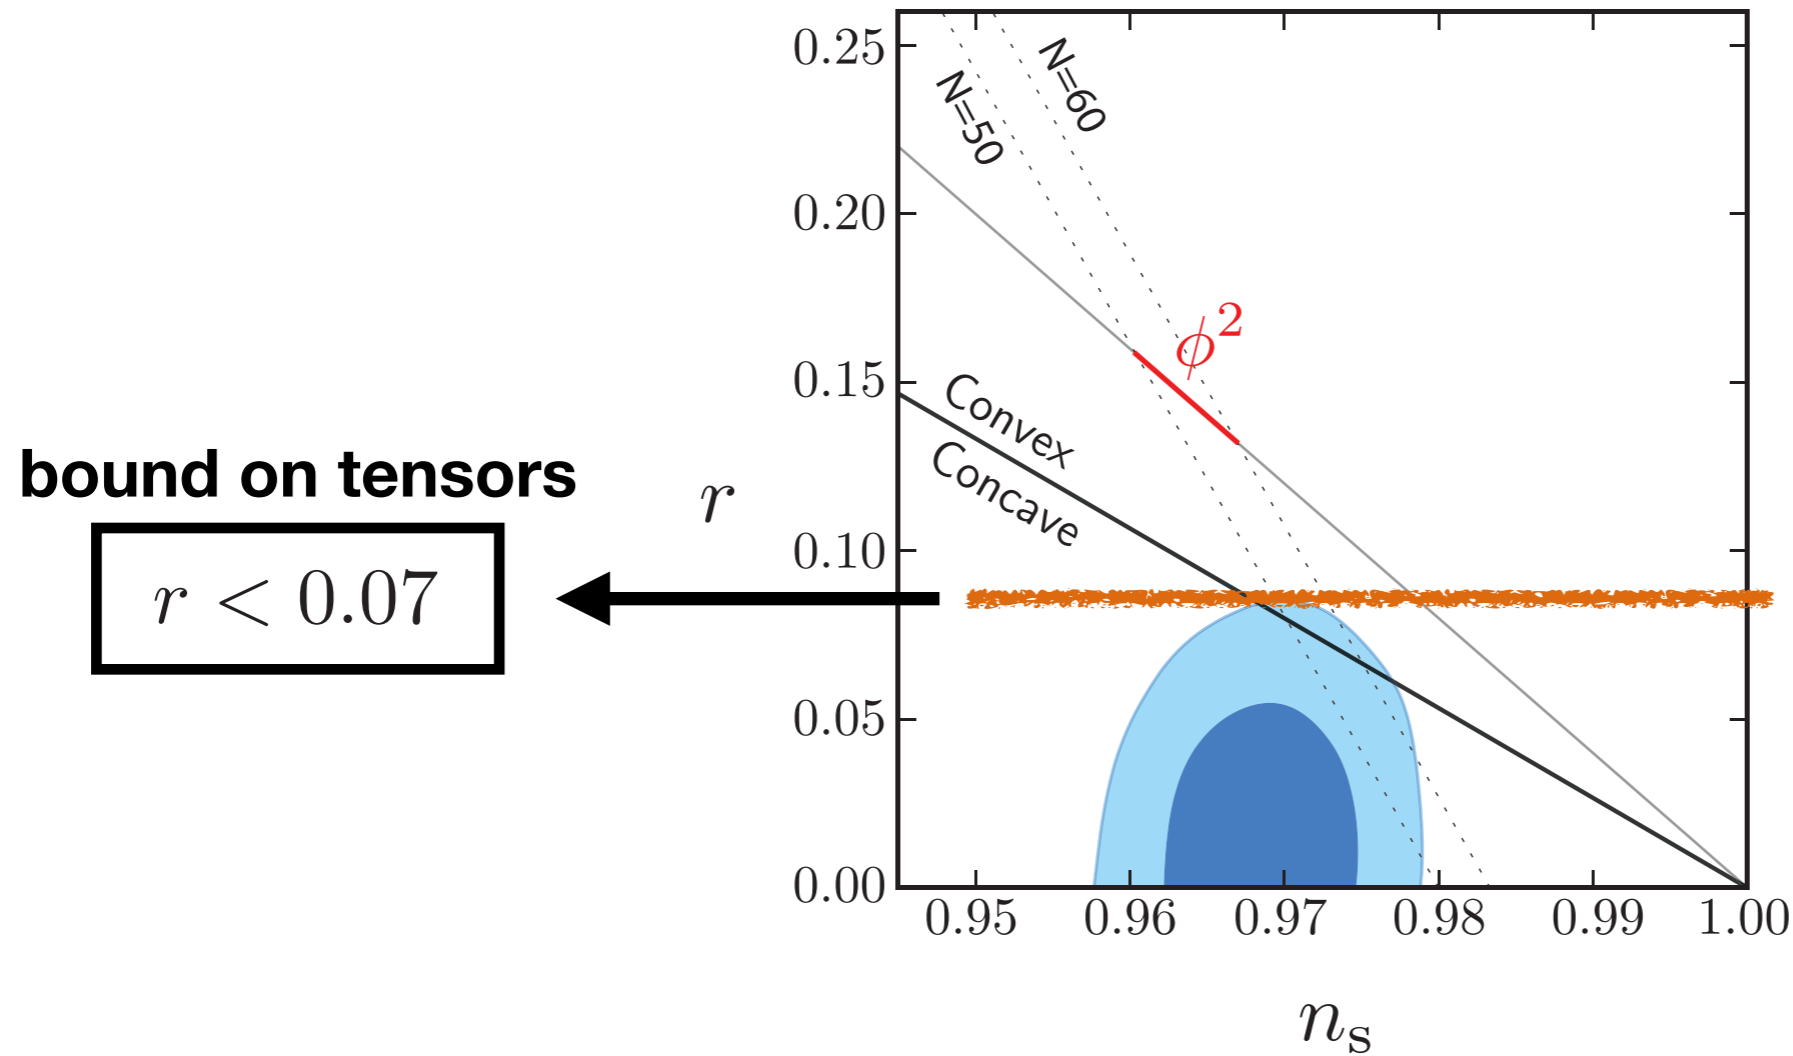 bound on tensors
r < 0.07
r
0.25
0.20
0.15
0.10
0.05
0.00
N=50
N=60
ϕ²
Convex
Concave
0.95 0.96 0.97 0.98 0.99 1.00
nₛ